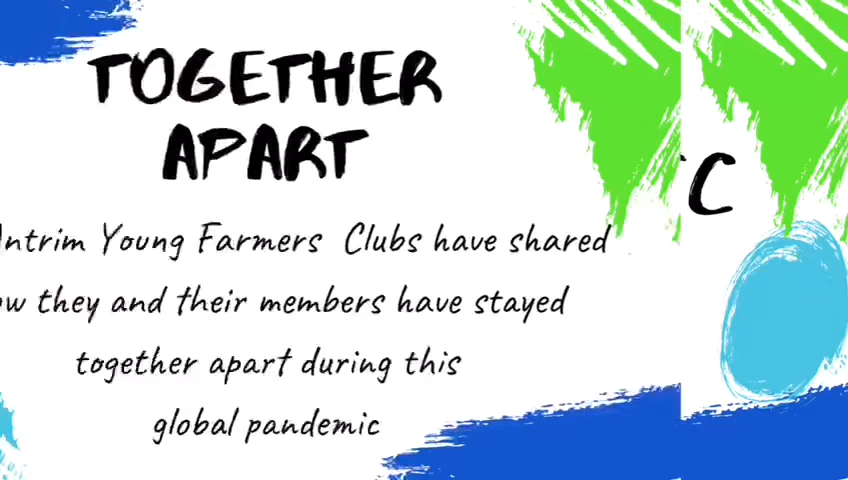 TOGETHER
APART
Antrim Young Farmers Clubs have shared
they and their members have stayed
together apart during this
global pandemic
C